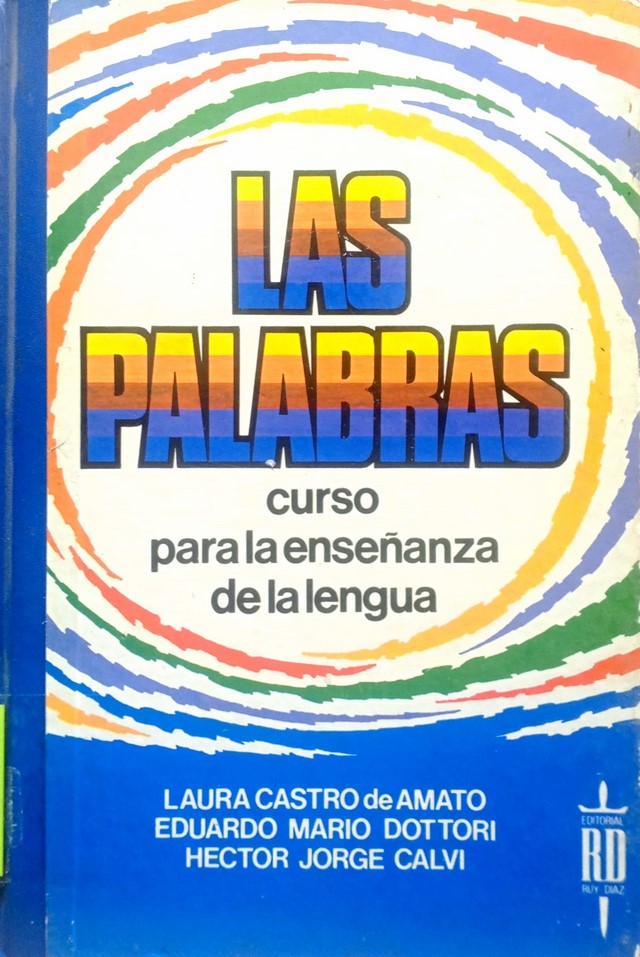 LAS
PALABRAS
curso
para la enseñanza
de la lengua
LAURA CASTRO de AMATO
EDUARDO MARIO DOTTORI
HECTOR JORGE CALVI
EDITORIAL
RD
RUY DIAZ